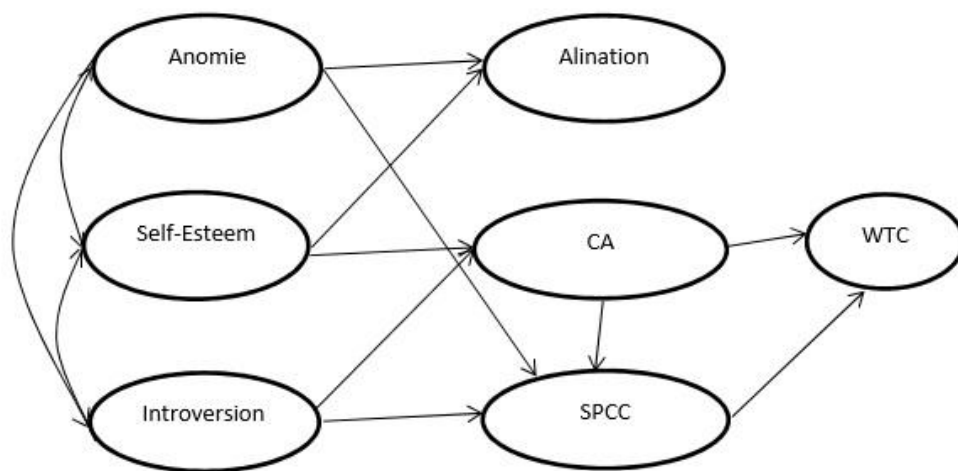 Anomie
Alination
Self-Esteem
CA
WTC
Introversion
SPCC